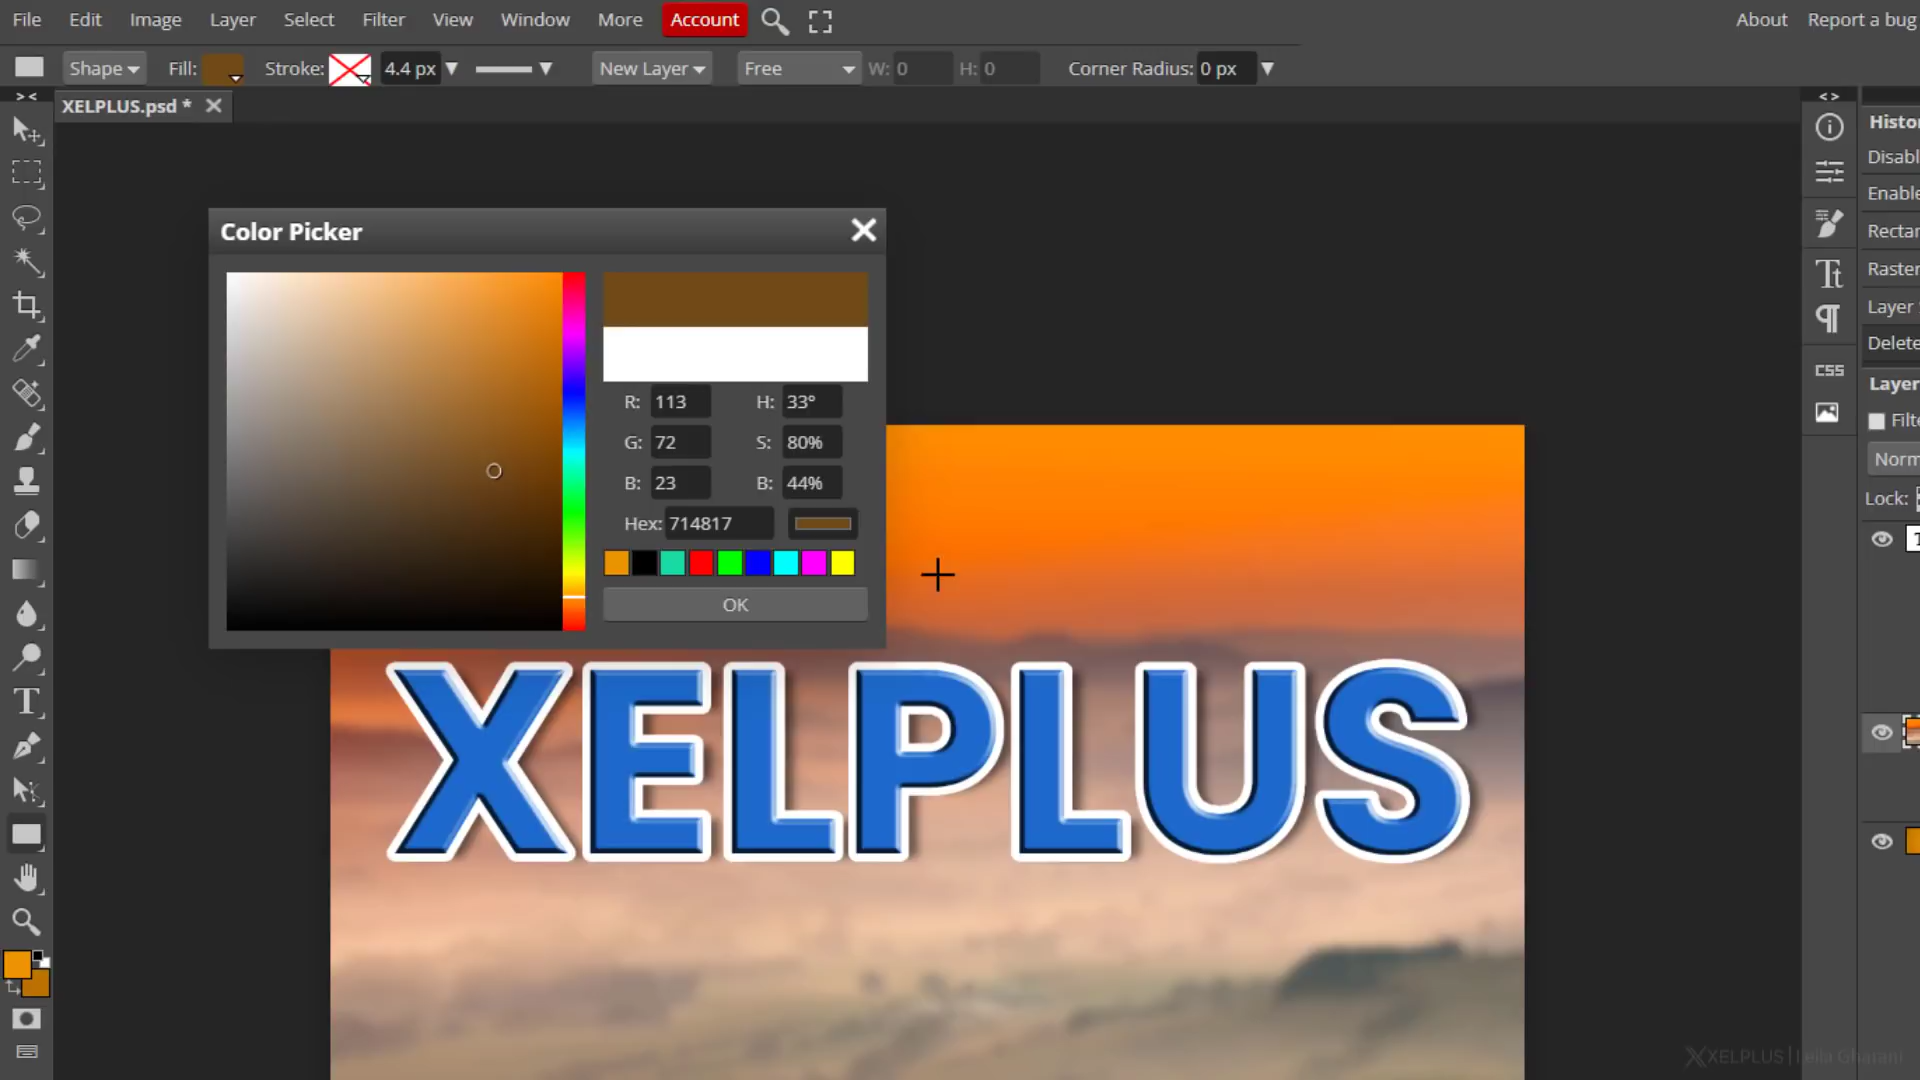 File Edit Image Layer Select Filter View Window More Account About Report a bug
Shape Fill: Stroke: 4.4 px New Layer Free W: 0 H: 0 Corner Radius: 0 px
> < < >
XELPLUS.psd *
Histo
Disabl
Enable
Rectan
Raster
Layer
Delete
CSS
Layer
Filte
Norm
Lock:
Color Picker
R: 113 H: 33°
G: 72 S: 80%
B: 23 B: 44%
Hex: 714817
OK
XELPLUS
XELPLUS | Leila Gharani